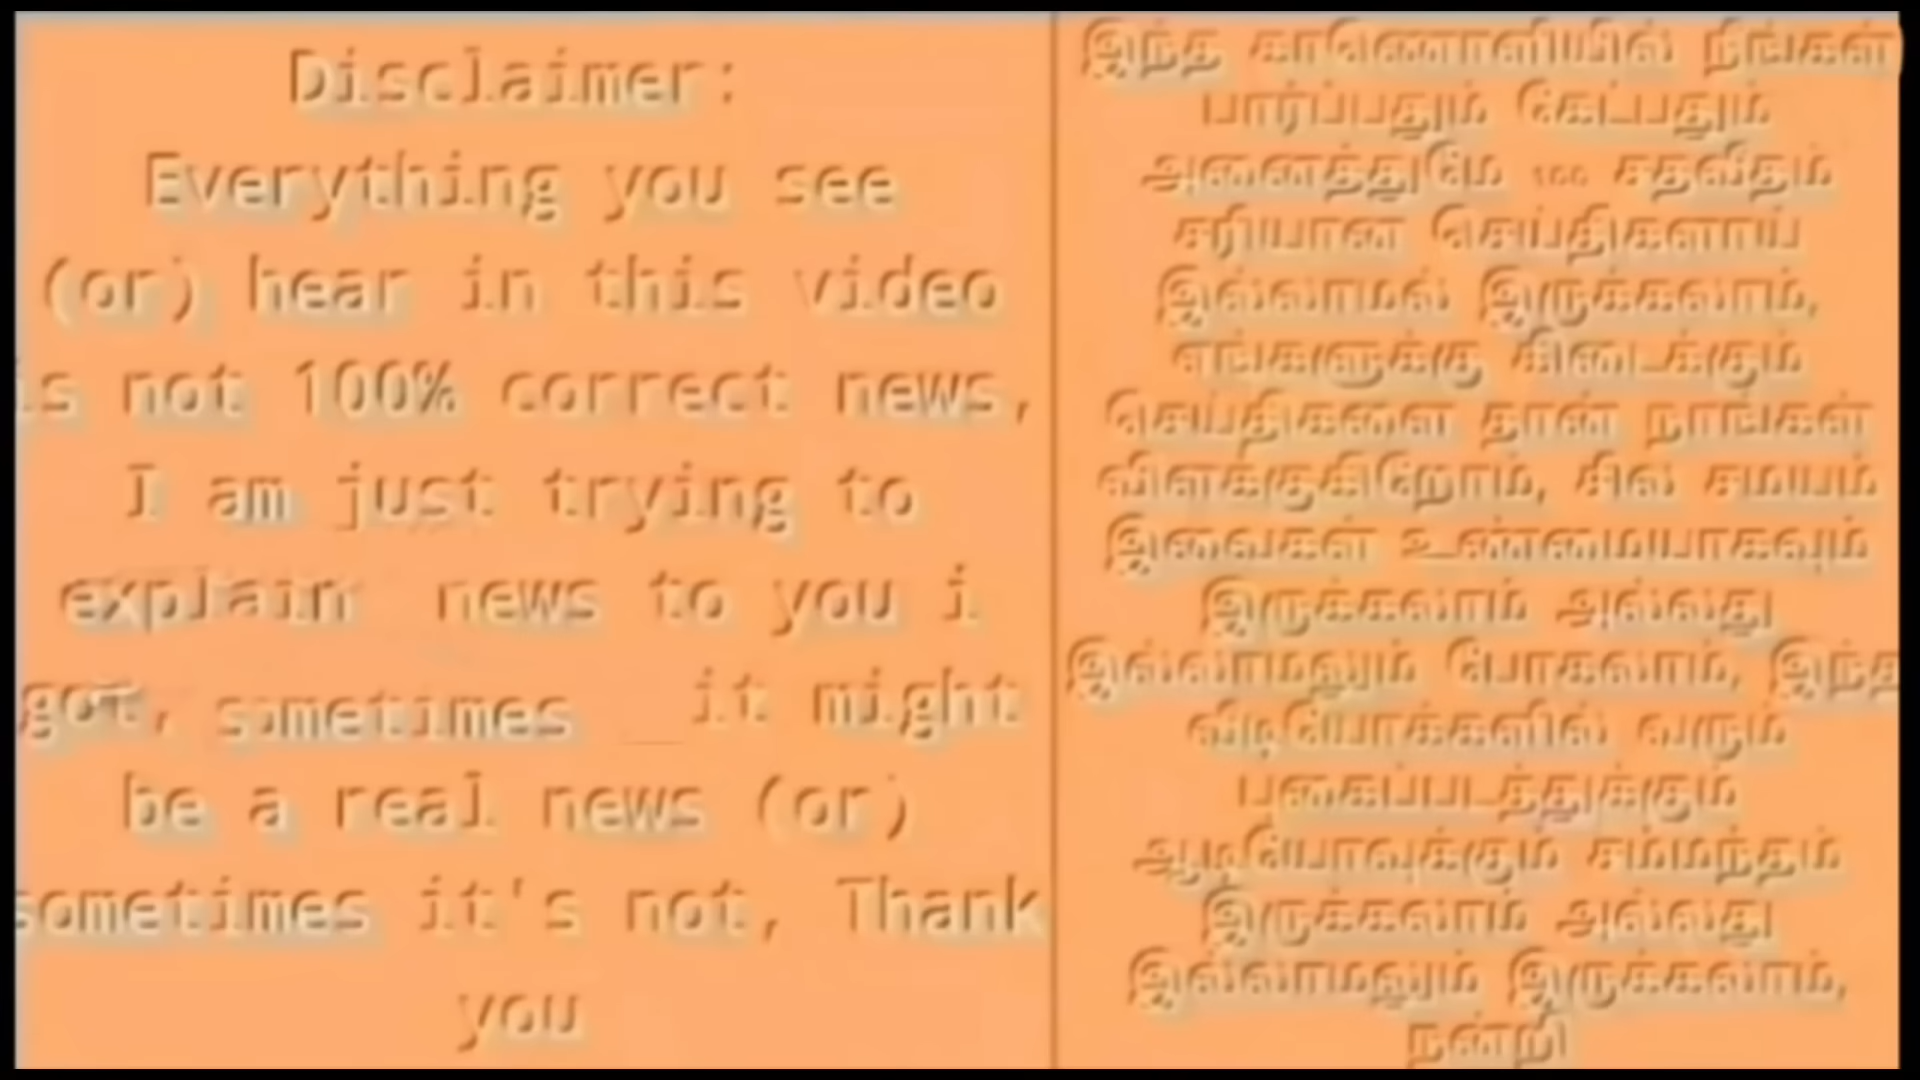 Disclaimer:
Everything you see
(or) hear in this video
is not 100% correct news,
I am just trying to
explain news to you i
got, sometimes __it might
be a real news (or)
sometimes it's not, Thank
you
இந்த காணொளியில் நீங்கள்
பார்ப்பதும் கேட்பதும்
அனைத்துமே 100 சதவீதம்
சரியான செய்திகளாய்
இல்லாமல் இருக்கலாம்,
எங்களுக்கு கிடைக்கும்
செய்திகளை தான் நாங்கள்
விளக்குகிறோம், சில சமயம்
இவைகள் உண்மையாகவும்
இருக்கலாம் அல்லது
இல்லாமலும் போகலாம், இந்த
வீடியோக்களில் வரும்
புகைப்படத்துக்கும்
ஆடியோவுக்கும் சம்மந்தம்
இருக்கலாம் அல்லது
இல்லாமலும் இருக்கலாம்,
நன்றி